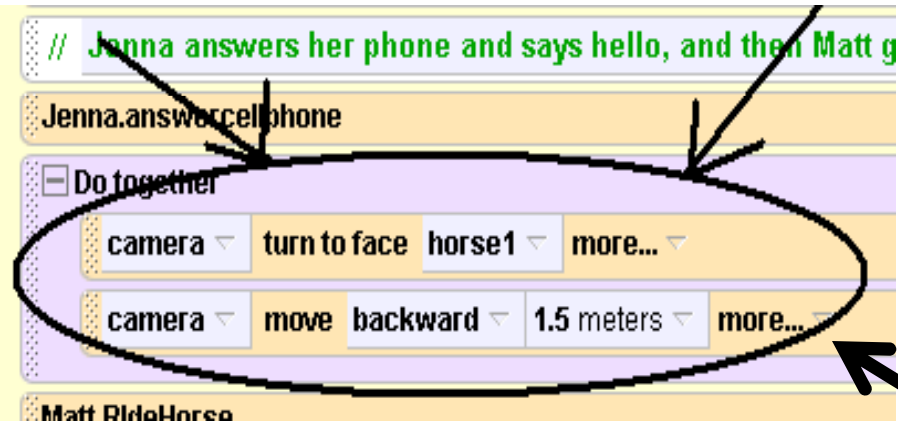 // Jenna answers her phone and says hello, and then Matt g
Jenna.answercellphone
Do together
camera turn to face horse1 more...
camera move backward 1.5 meters more...
Matt.RIdeHorse